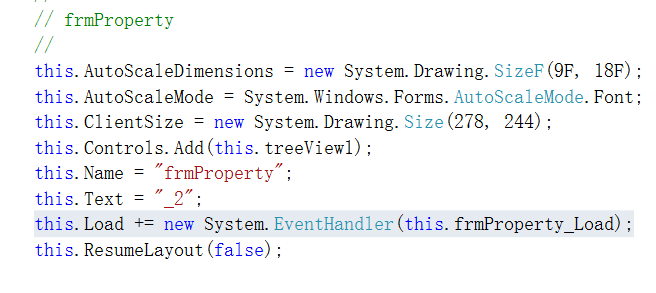 // frmProperty
//
this.AutoScaleDimensions = new System.Drawing.SizeF(9F, 18F);
this.AutoScaleMode = System.Windows.Forms.AutoScaleMode.Font;
this.ClientSize = new System.Drawing.Size(278, 244);
this.Controls.Add(this.treeView1);
this.Name = "frmProperty";
this.Text = "_2";
this.Load += new System.EventHandler(this.frmProperty_Load);
this.ResumeLayout(false);